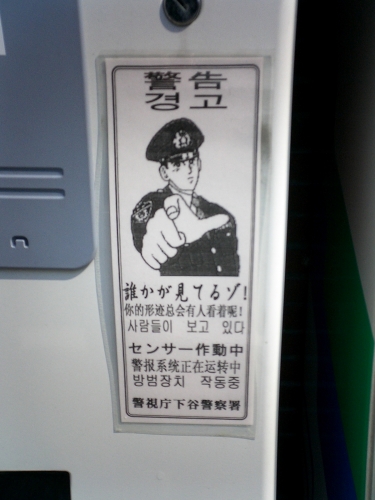 警告
경고
誰かが見てるゾ!
你的形迹总会有人看着呢!
사람들이 보고 있다
センサー作動中
警报系统正在运转中
방범장치 작동중
警視庁下谷警察署